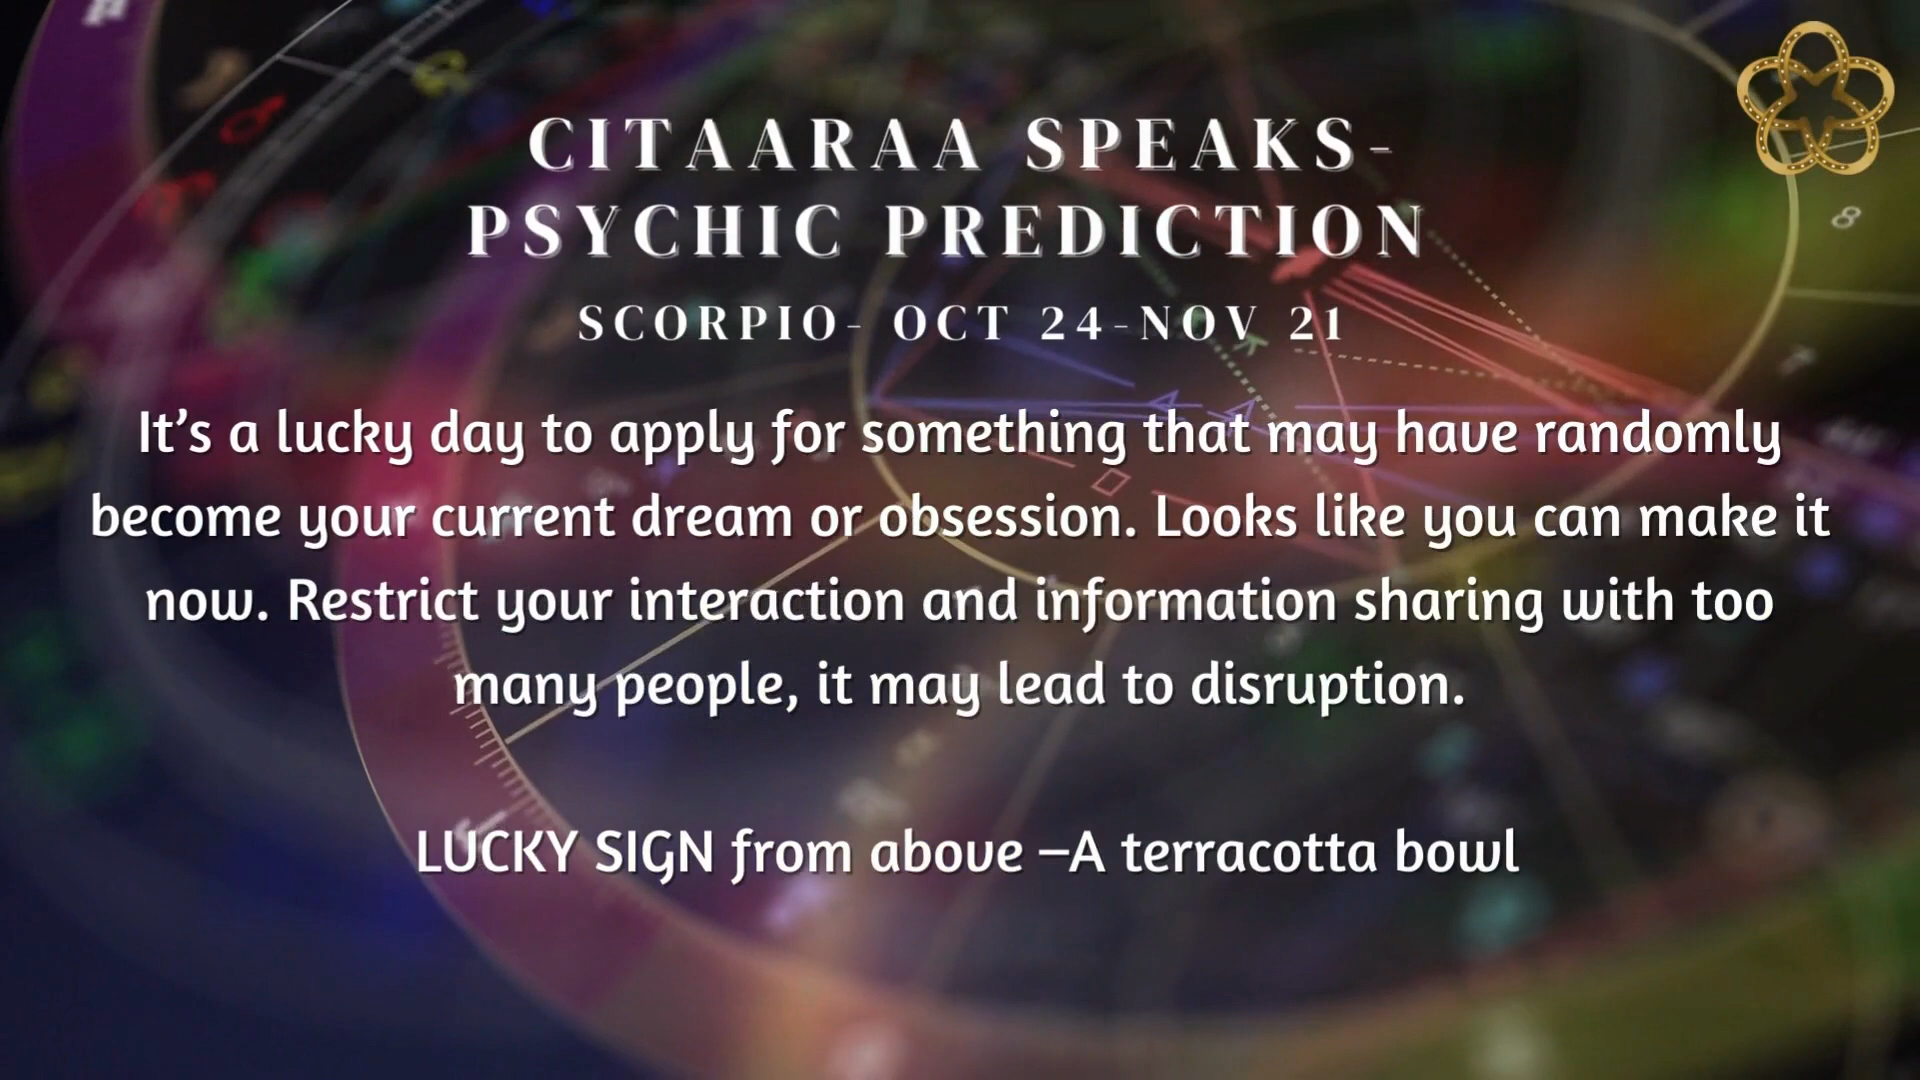 CITAARAA SPEAKS-
PSYCHIC PREDICTION
SCORPIO- OCT 24-NOV 21
It’s a lucky day to apply for something that may have randomly
become your current dream or obsession. Looks like you can make it
now. Restrict your interaction and information sharing with too
many people, it may lead to disruption.
LUCKY SIGN from above –A terracotta bowl
8
7